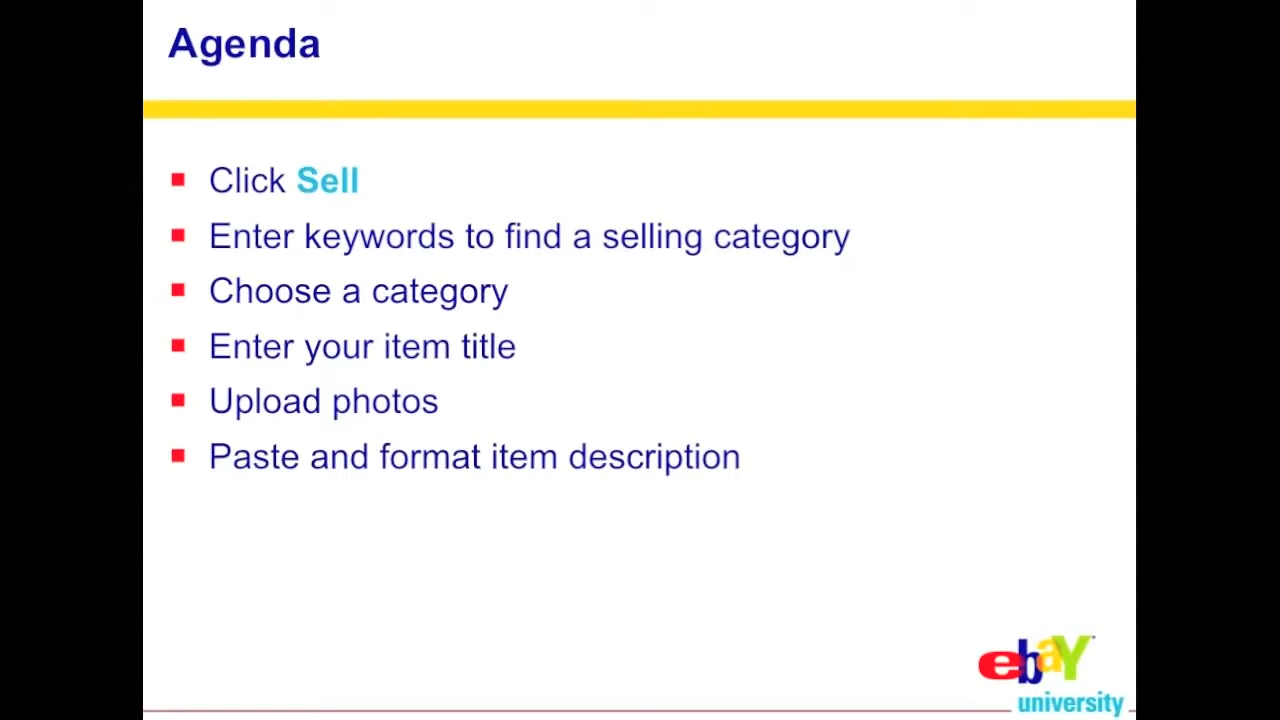 Agenda
Click Sell
Enter keywords to find a selling category
Choose a category
Enter your item title
Upload photos
Paste and format item description
ebaY
university